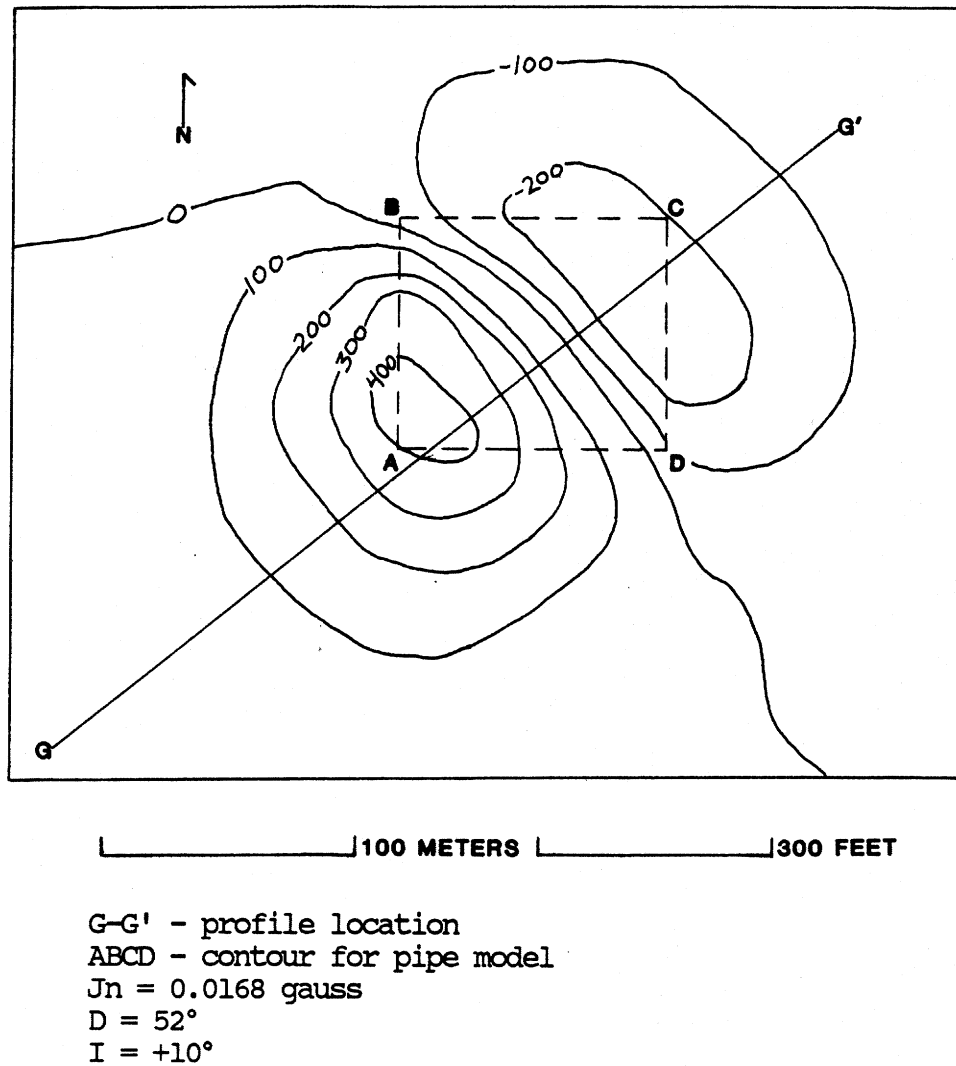 -100
N
G'
-200
B
C
0
100
200
300
400
A
D
G
100 METERS
300 FEET
G-G' - profile location
ABCD - contour for pipe model
Jn = 0.0168 gauss
D = 52°
I = +10°